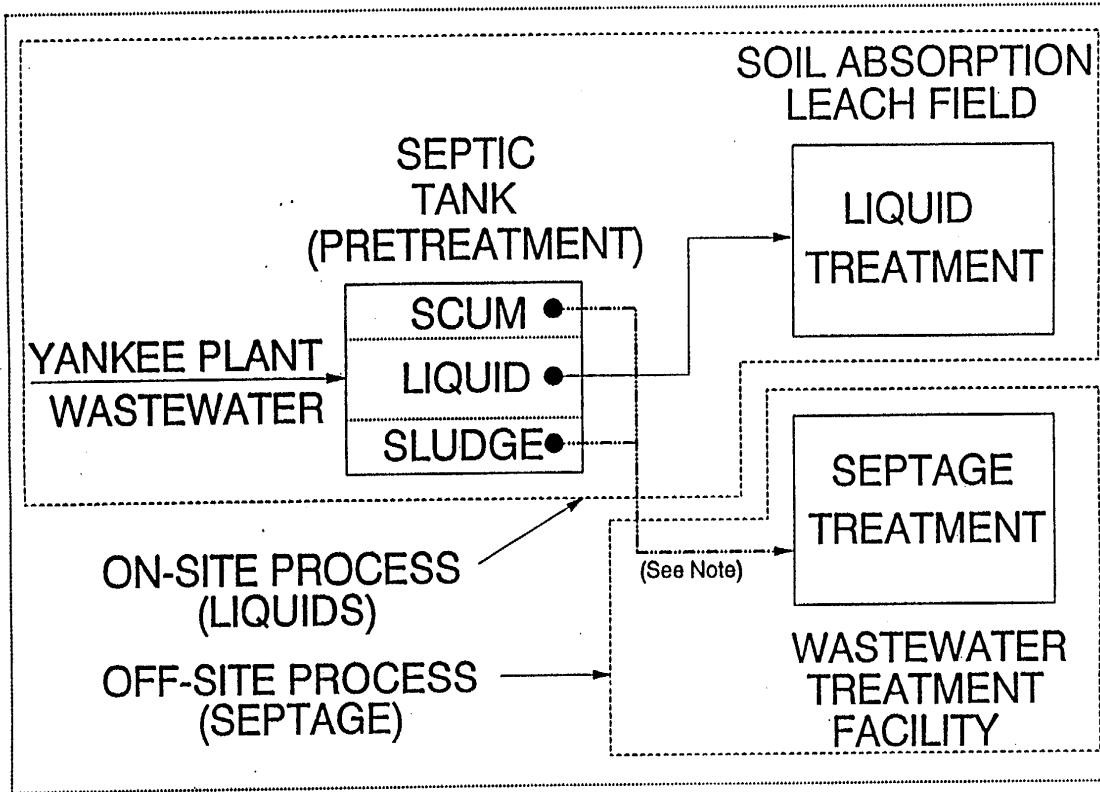 SOIL ABSORPTION
LEACH FIELD
SEPTIC
TANK
(PRETREATMENT)
LIQUID
TREATMENT
SCUM
YANKEE PLANT
WASTEWATER
LIQUID
SLUDGE
SEPTAGE
TREATMENT
(See Note)
ON-SITE PROCESS
(LIQUIDS)
OFF-SITE PROCESS
(SEPTAGE)
WASTEWATER
TREATMENT
FACILITY